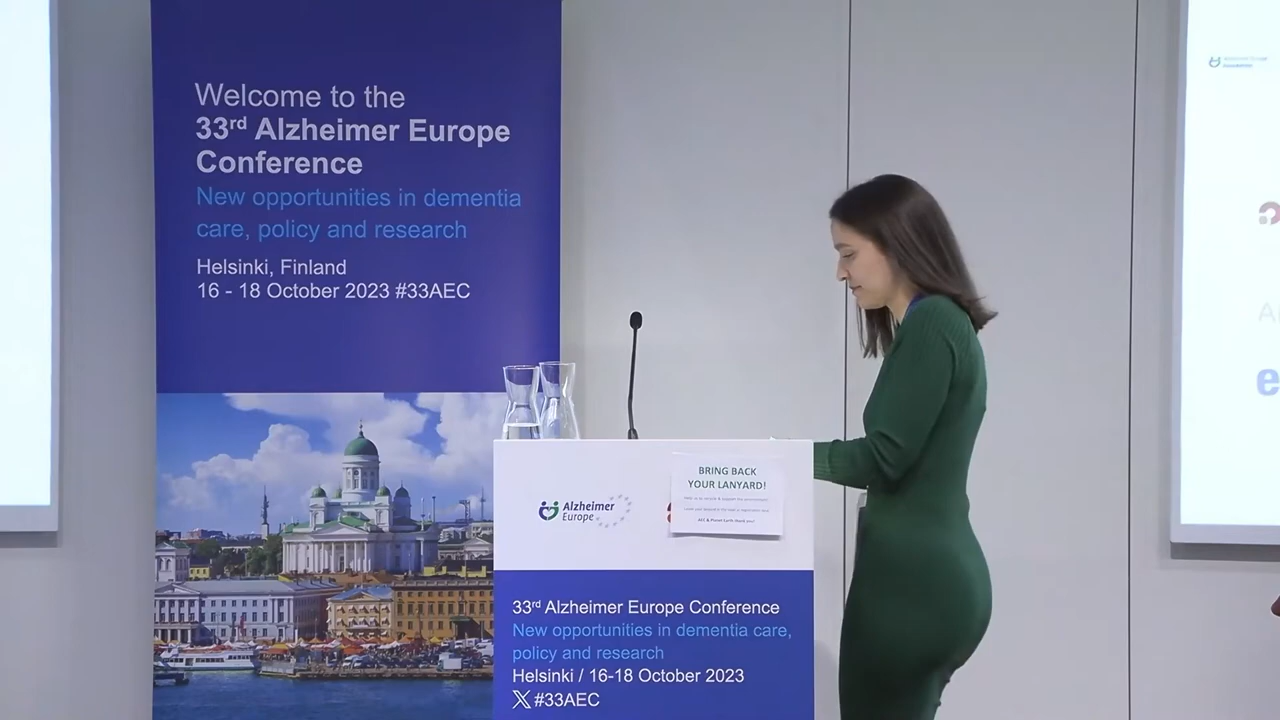 Welcome to the
33rd Alzheimer Europe
Conference
New opportunities in dementia
care, policy and research
Helsinki, Finland
16 - 18 October 2023 #33AEC
BRING BACK
YOUR LANYARD!
Alzheimer
Europe
33rd Alzheimer Europe Conference
New opportunities in dementia care,
policy and research
Helsinki / 16-18 October 2023
X #33AEC
Alzheimer Europe